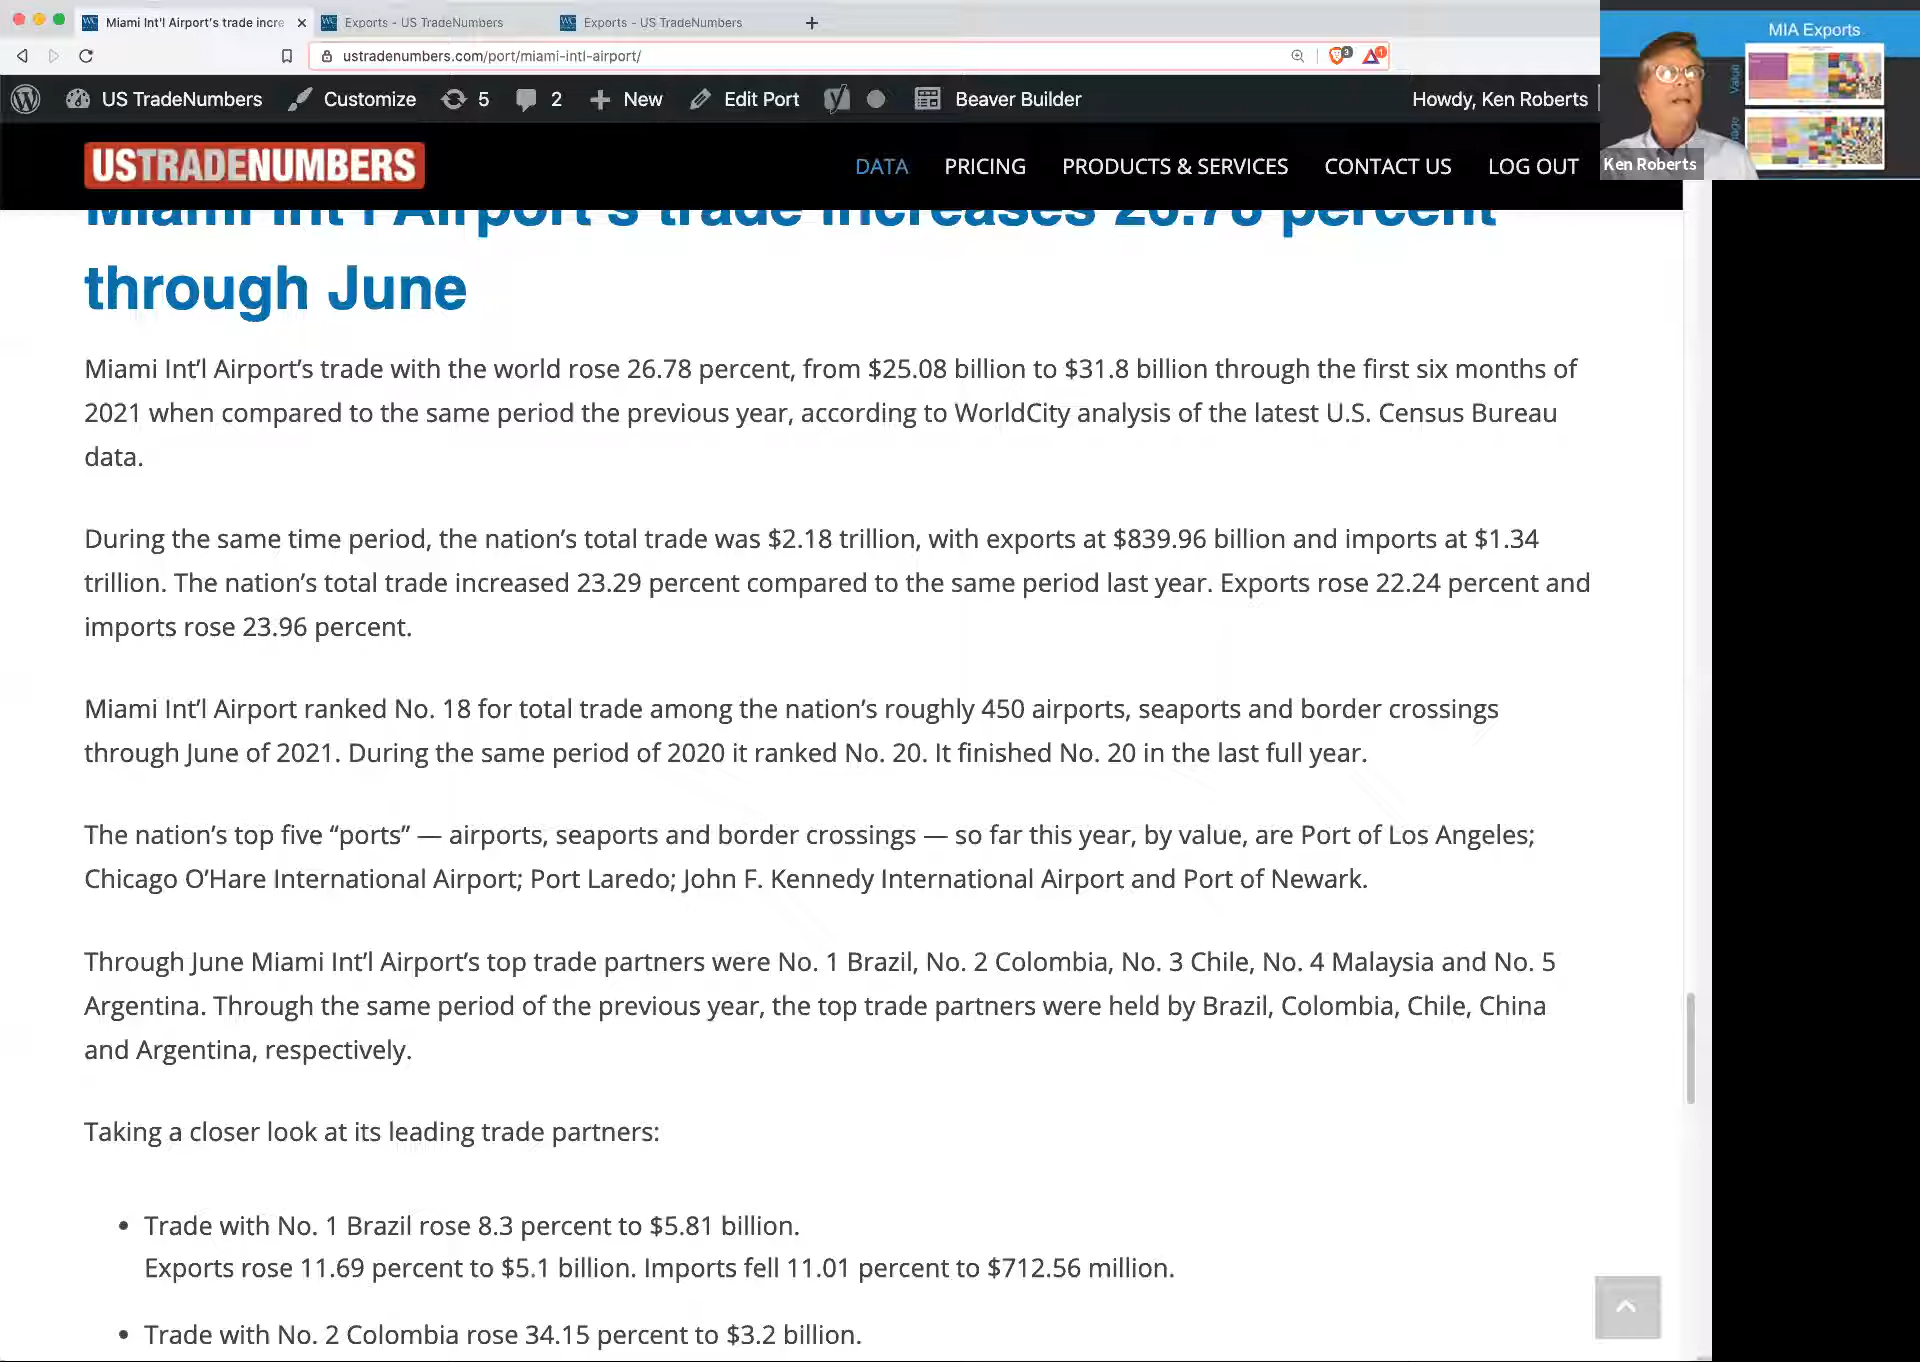 Miami Int'l Airport's trade incre
Exports - US TradeNumbers
Exports - US TradeNumbers
ustradenumbers.com/port/miami-intl-airport/
3
1
US TradeNumbers
Customize
5
2
New
Edit Port
Beaver Builder
Howdy, Ken Roberts
MIA Exports
Value
Ken Roberts
USTRADENUMBERS
DATA
PRICING
PRODUCTS & SERVICES
CONTACT US
LOG OUT
Miami Int'l Airport's trade increases 26.78 percent
through June
Miami Int'l Airport's trade with the world rose 26.78 percent, from $25.08 billion to $31.8 billion through the first six months of
2021 when compared to the same period the previous year, according to WorldCity analysis of the latest U.S. Census Bureau
data.
During the same time period, the nation's total trade was $2.18 trillion, with exports at $839.96 billion and imports at $1.34
trillion. The nation's total trade increased 23.29 percent compared to the same period last year. Exports rose 22.24 percent and
imports rose 23.96 percent.
Miami Int'l Airport ranked No. 18 for total trade among the nation's roughly 450 airports, seaports and border crossings
through June of 2021. During the same period of 2020 it ranked No. 20. It finished No. 20 in the last full year.
The nation's top five “ports” — airports, seaports and border crossings — so far this year, by value, are Port of Los Angeles;
Chicago O'Hare International Airport; Port Laredo; John F. Kennedy International Airport and Port of Newark.
Through June Miami Int'l Airport's top trade partners were No. 1 Brazil, No. 2 Colombia, No. 3 Chile, No. 4 Malaysia and No. 5
Argentina. Through the same period of the previous year, the top trade partners were held by Brazil, Colombia, Chile, China
and Argentina, respectively.
Taking a closer look at its leading trade partners:
• Trade with No. 1 Brazil rose 8.3 percent to $5.81 billion.
Exports rose 11.69 percent to $5.1 billion. Imports fell 11.01 percent to $712.56 million.
• Trade with No. 2 Colombia rose 34.15 percent to $3.2 billion.